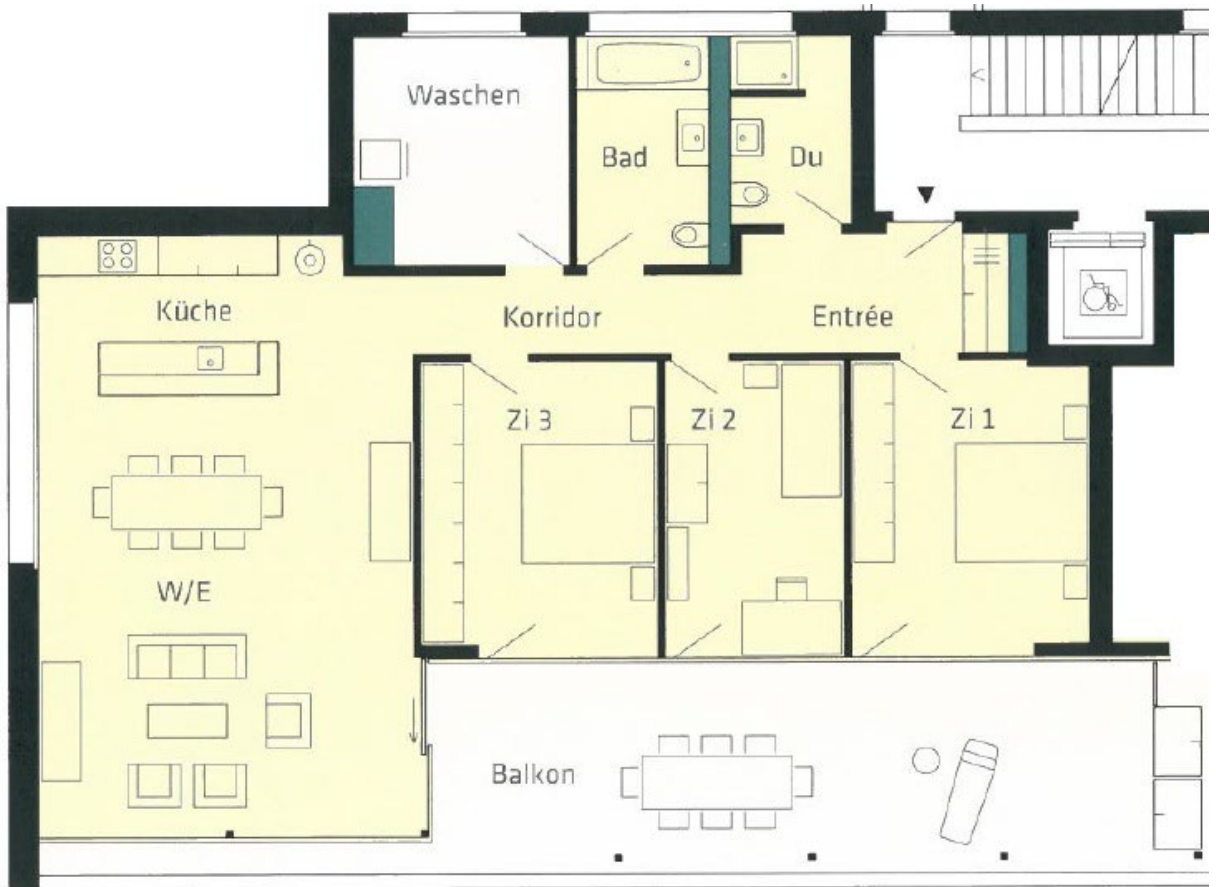 Waschen
Bad
Du
Küche
Korridor
Entrée
Zi 3
Zi 2
Zi 1
W/E
Balkon